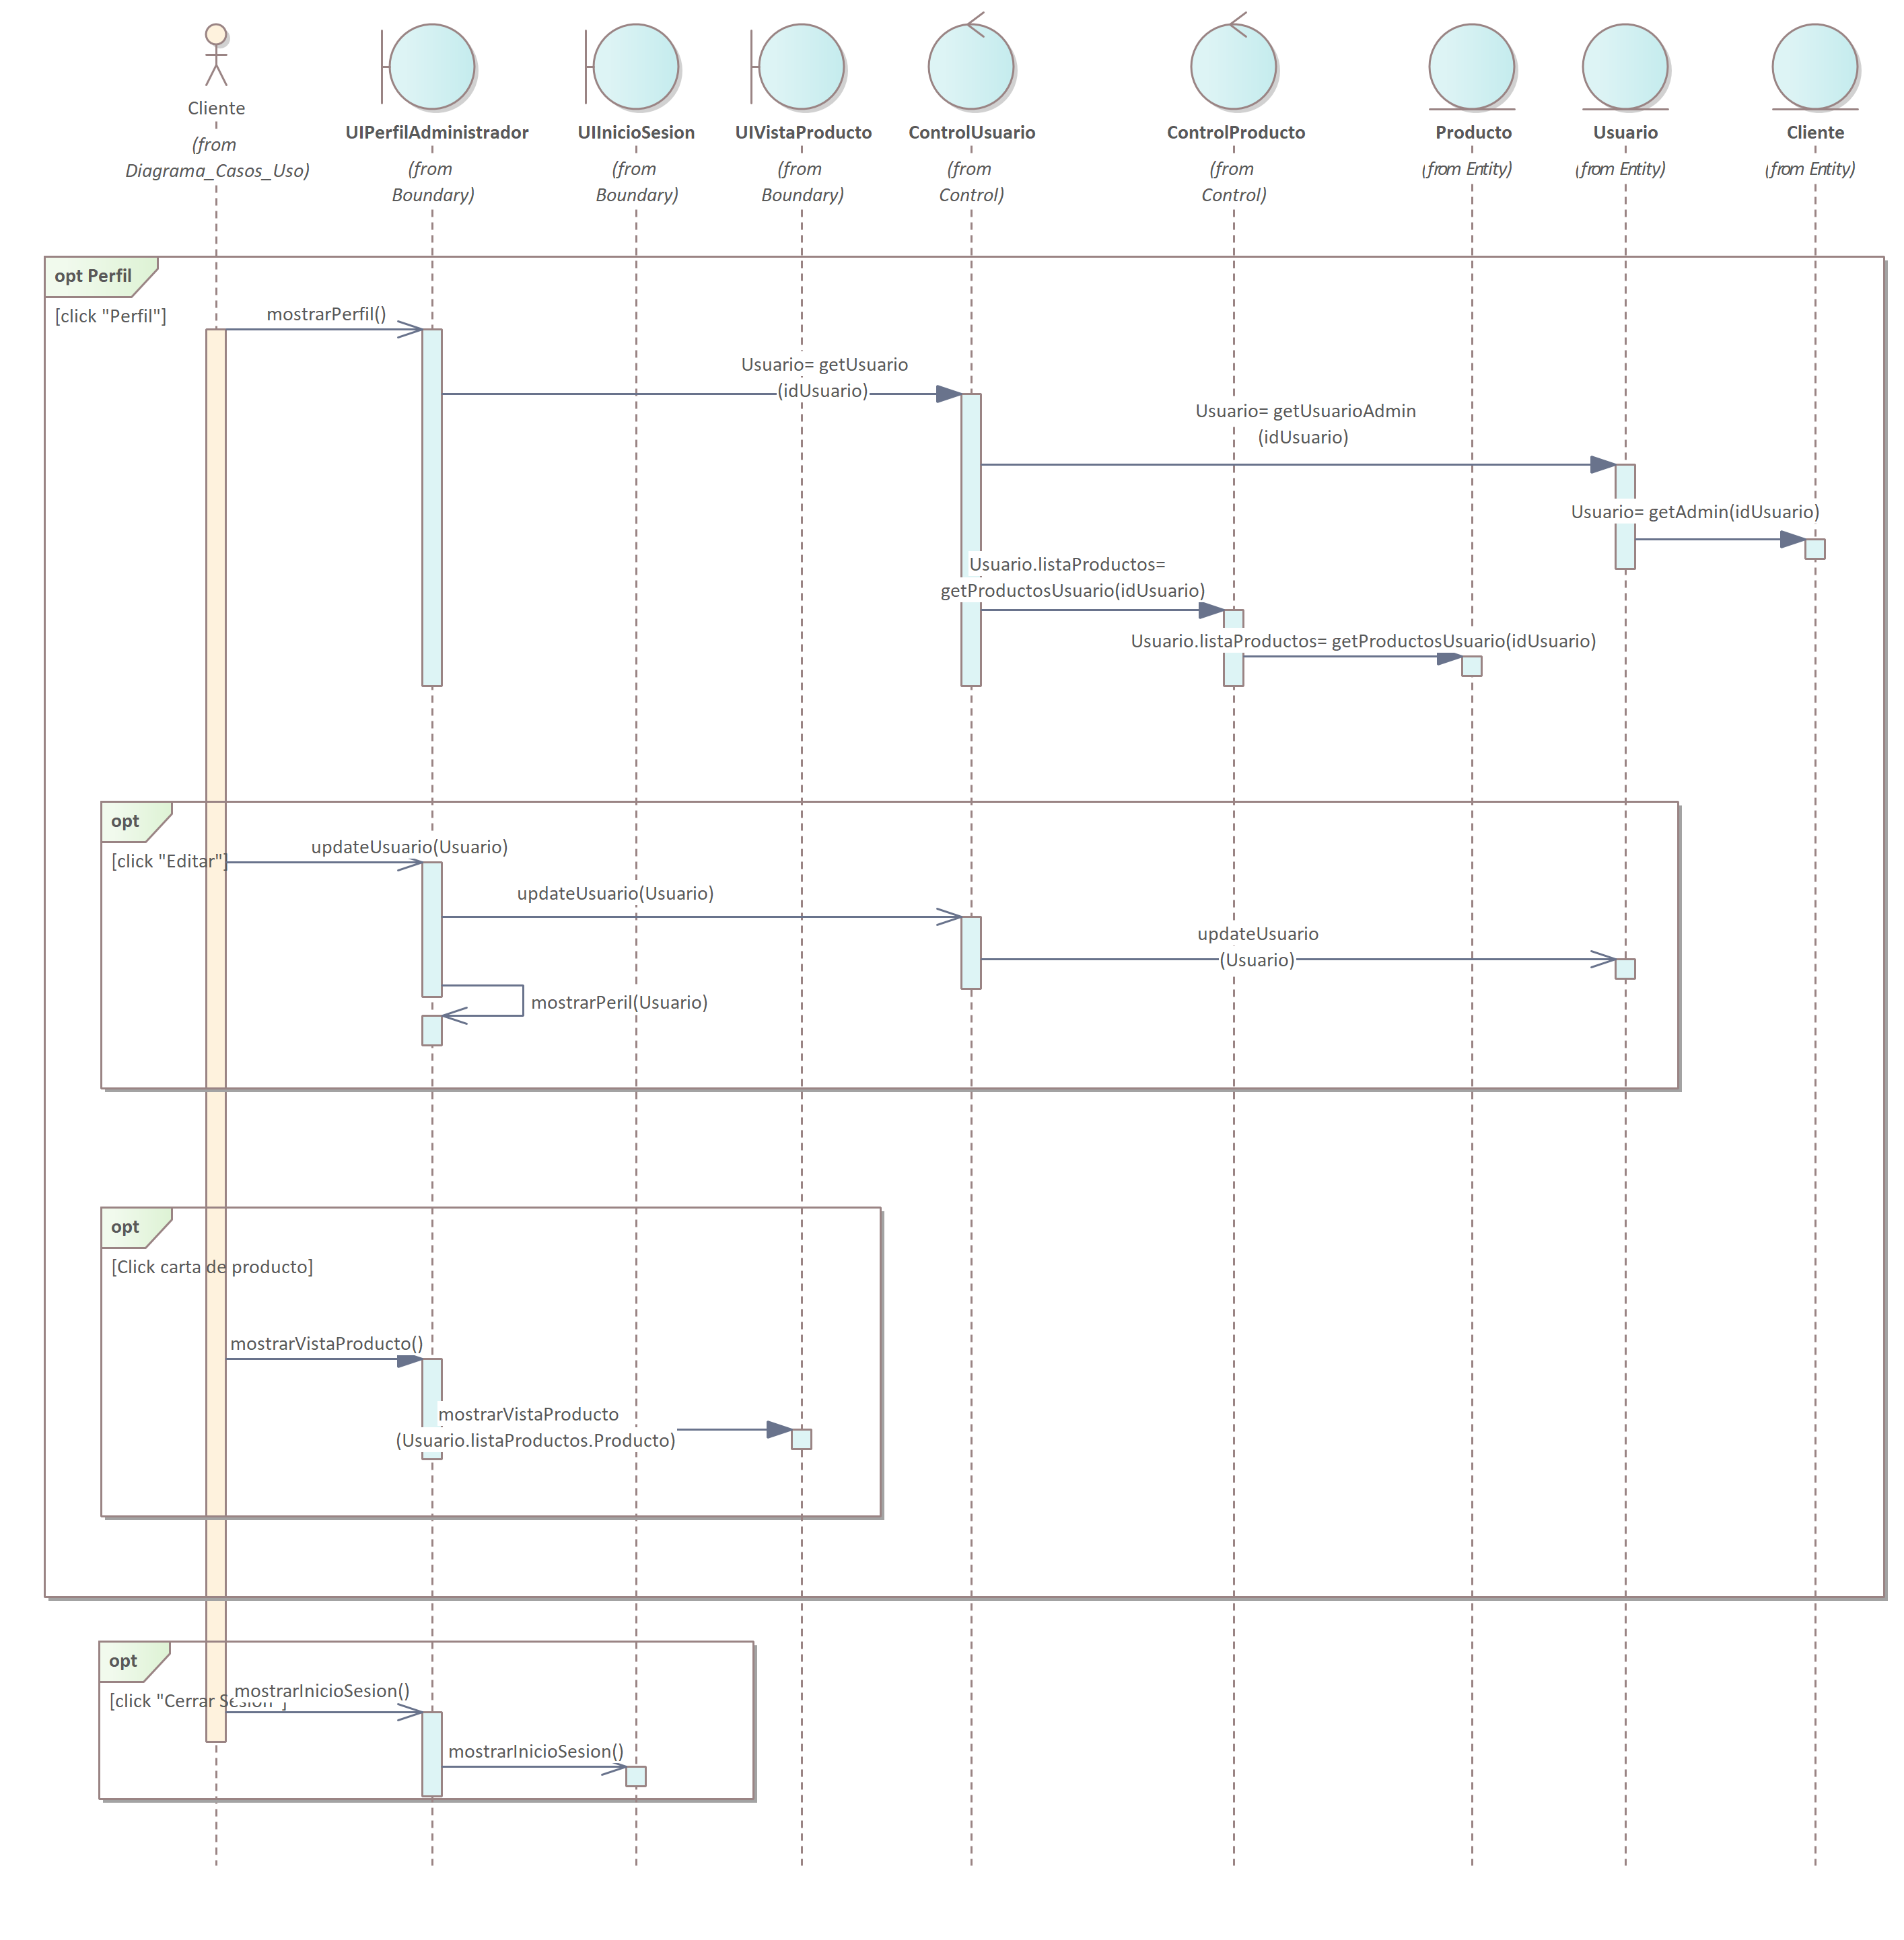 Cliente
(from
Diagrama_Casos_Uso)
UIPerfilAdministrador
(from
Boundary)
UIInicioSesion
(from
Boundary)
UIVistaProducto
(from
Boundary)
ControlUsuario
(from
Control)
ControlProducto
(from
Control)
Producto
(from Entity)
Usuario
(from Entity)
Cliente
(from Entity)
opt Perfil
[click "Perfil"]
mostrarPerfil()
Usuario= getUsuario
(idUsuario)
Usuario= getUsuarioAdmin
(idUsuario)
Usuario= getAdmin(idUsuario)
Usuario.listaProductos=
getProductosUsuario(idUsuario)
Usuario.listaProductos= getProductosUsuario(idUsuario)
opt
[click "Editar"]
updateUsuario(Usuario)
updateUsuario(Usuario)
updateUsuario
(Usuario)
mostrarPeril(Usuario)
opt
[Click carta de producto]
mostrarVistaProducto()
mostrarVistaProducto
(Usuario.listaProductos.Producto)
opt
[click "Cerrar Sesion"]
mostrarInicioSesion()
mostrarInicioSesion()